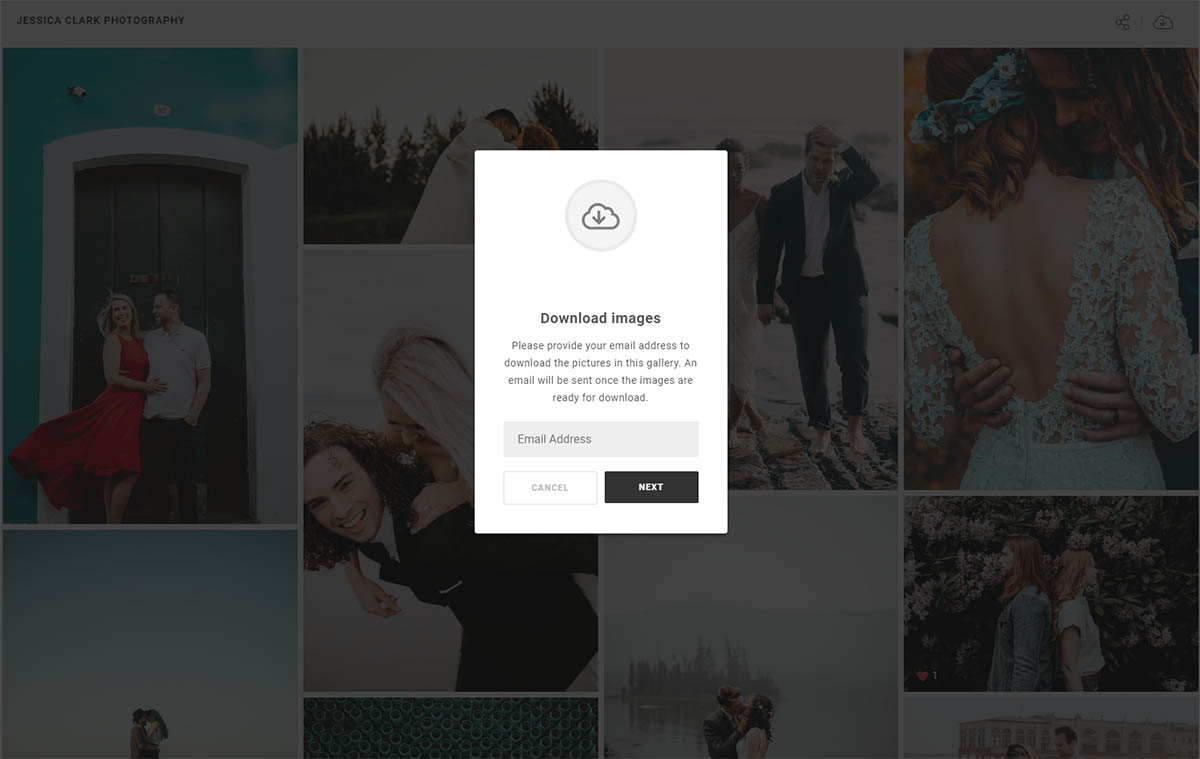 JESSICA CLARK PHOTOGRAPHY
Download images
Please provide your email address to
download the pictures in this gallery. An
email will be sent once the images are
ready for download.
Email Address
CANCEL NEXT
1